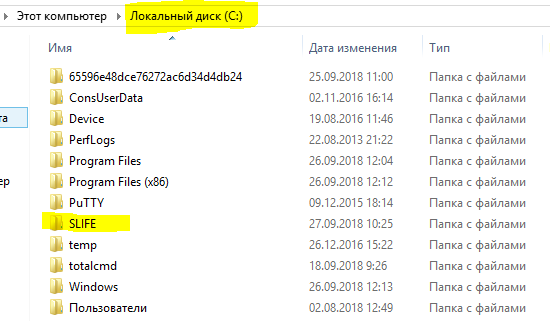 Этот компьютер Локальный диск (C:)
Имя Дата изменения Тип
65596e48dce76272ac6d34d4db24 25.09.2018 11:00 Папка с файлами
ConsUserData 02.11.2016 16:14 Папка с файлами
Device 19.08.2016 11:46 Папка с файлами
PerfLogs 22.08.2013 21:22 Папка с файлами
Program Files 26.09.2018 12:04 Папка с файлами
Program Files (x86) 26.09.2018 12:12 Папка с файлами
PuTTY 09.12.2015 18:14 Папка с файлами
SLIFE 27.09.2018 10:25 Папка с файлами
temp 26.12.2016 15:22 Папка с файлами
totalcmd 18.09.2018 9:26 Папка с файлами
Windows 26.09.2018 12:13 Папка с файлами
Пользователи 02.08.2018 12:49 Папка с файлами